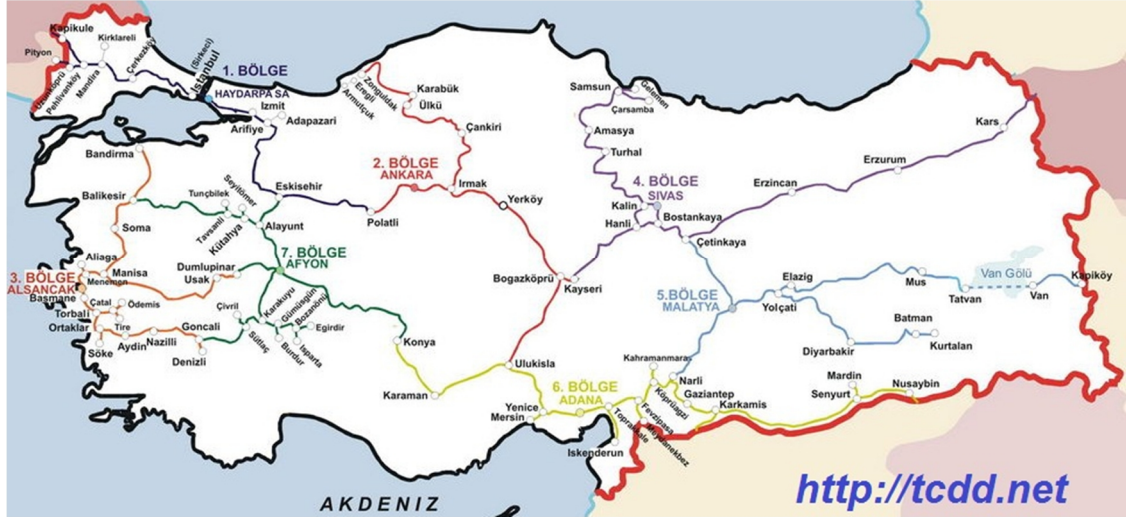 Kapikule
Pityon
Kirklareli
Uzunköprü
Pehlivanköy
Mandira
Çerkezköy
(Sirkeci)
Istanbul
1. BÖLGE
HAYDARPA SA
Izmit
Adapazari
Arifiye
Zonguldak
Eregli
Armutçuk
Karabük
Ülkü
Çankiri
Samsun
Gelemen
Çarsamba
Amasya
Turhal
Kars
Erzurum
Erzincan
Bandirma
Balikesir
Soma
Tunçbilek
Seyitömer
Tavsanli
Kütahya
Eskisehir
Alayunt
2. BÖLGE
ANKARA
Irmak
Polatli
Yerköy
4. BÖLGE
SIVAS
Kalin
Hanli
Bostankaya
Çetinkaya
7. BÖLGE
AFYON
Dumlupinar
Usak
Aliaga
Manisa
Menemen
3. BÖLGE
ALSANCAK
Basmane
Çatal
Ödemis
Torbali
Tire
Ortaklar
Söke
Aydin
Nazilli
Goncali
Denizli
Çivril
Sütlaç
Karakuyu
Gümüsgün
Bozanönü
Egirdir
Burdur
Isparta
Bogazköprü
Kayseri
Konya
Karaman
Ulukisla
5.BÖLGE
MALATYA
Elazig
Yolçati
Mus
Tatvan
Van Gölü
Van
Kapiköy
Batman
Kurtalan
Diyarbakir
Kahramanmaras
Narli
Köprüagzi
Gaziantep
Karkamis
Mardin
Senyurt
Nusaybin
6. BÖLGE
ADANA
Yenice
Mersin
Toprakkale
Fevzipasa
Meydanekbez
Iskenderun
AKDENIZ
http://tcdd.net